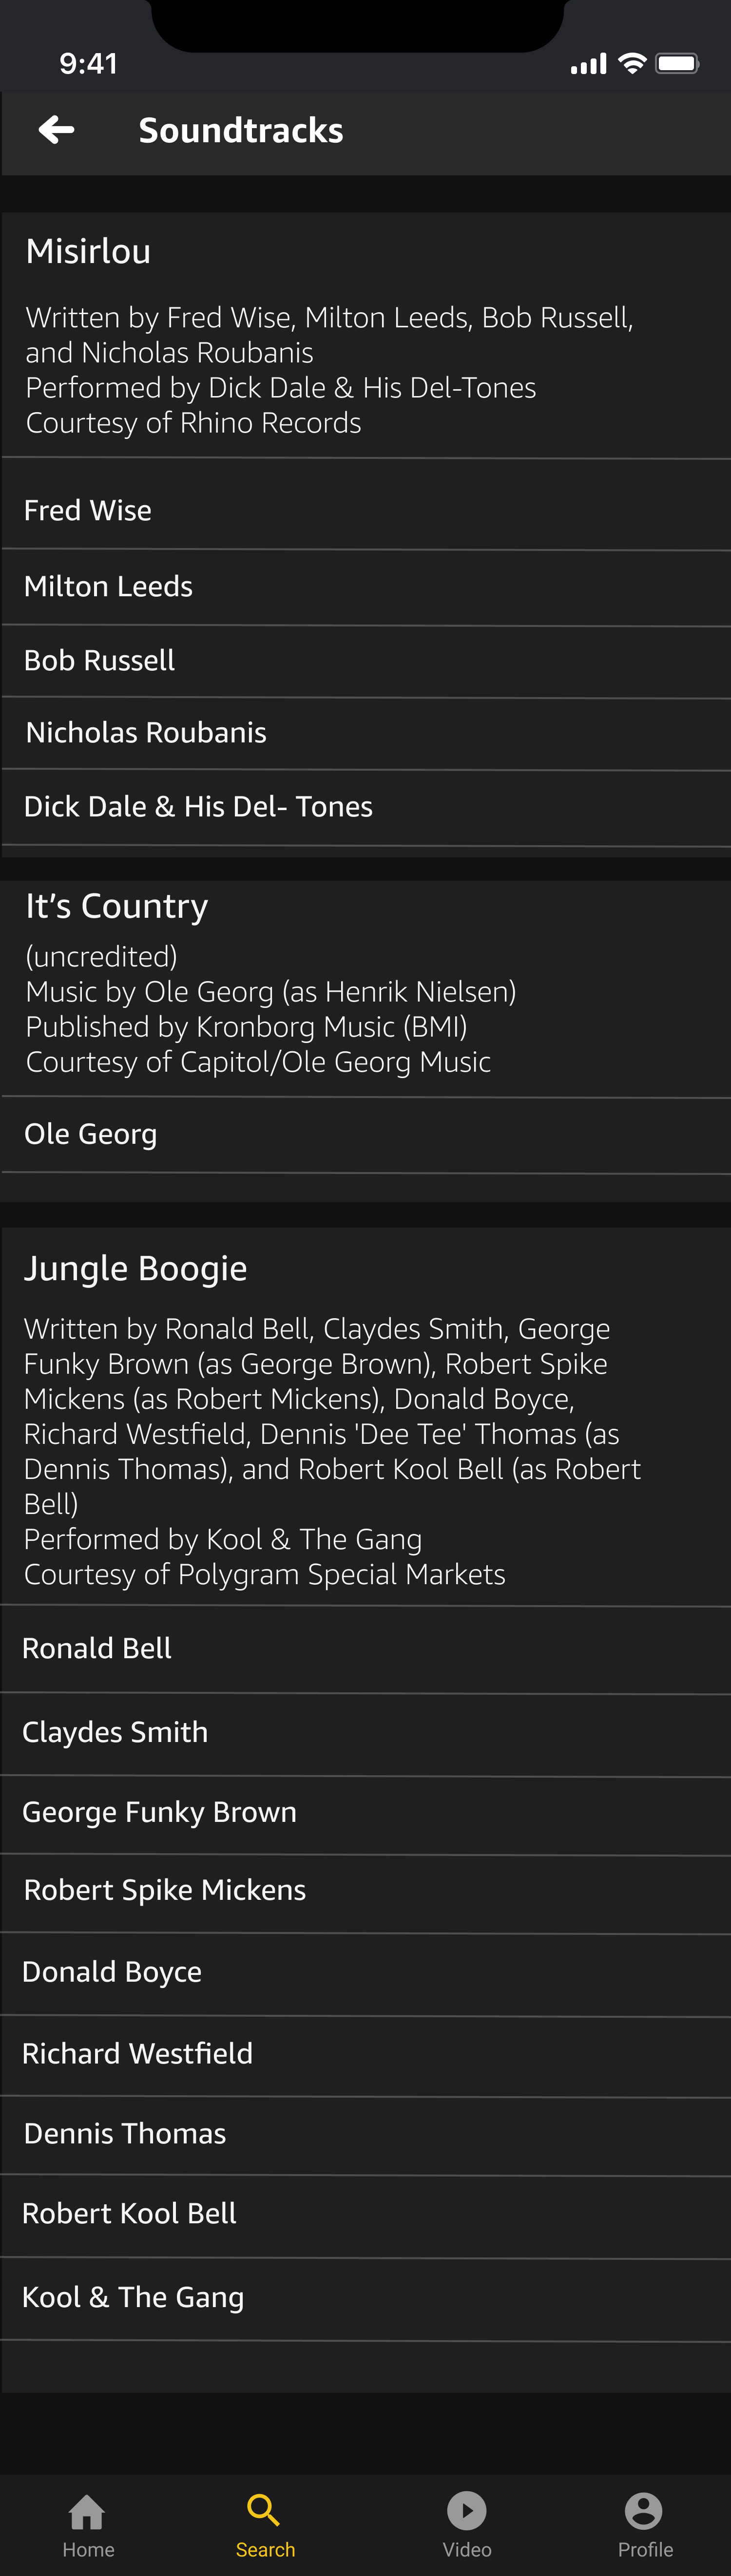 9:41
Soundtracks
Misirlou
Written by Fred Wise, Milton Leeds, Bob Russell,
and Nicholas Roubanis
Performed by Dick Dale & His Del-Tones
Courtesy of Rhino Records
Fred Wise
Milton Leeds
Bob Russell
Nicholas Roubanis
Dick Dale & His Del- Tones
It’s Country
(uncredited)
Music by Ole Georg (as Henrik Nielsen)
Published by Kronborg Music (BMI)
Courtesy of Capitol/Ole Georg Music
Ole Georg
Jungle Boogie
Written by Ronald Bell, Claydes Smith, George
Funky Brown (as George Brown), Robert Spike
Mickens (as Robert Mickens), Donald Boyce,
Richard Westfield, Dennis 'Dee Tee' Thomas (as
Dennis Thomas), and Robert Kool Bell (as Robert
Bell)
Performed by Kool & The Gang
Courtesy of Polygram Special Markets
Ronald Bell
Claydes Smith
George Funky Brown
Robert Spike Mickens
Donald Boyce
Richard Westfield
Dennis Thomas
Robert Kool Bell
Kool & The Gang
Home Search Video Profile